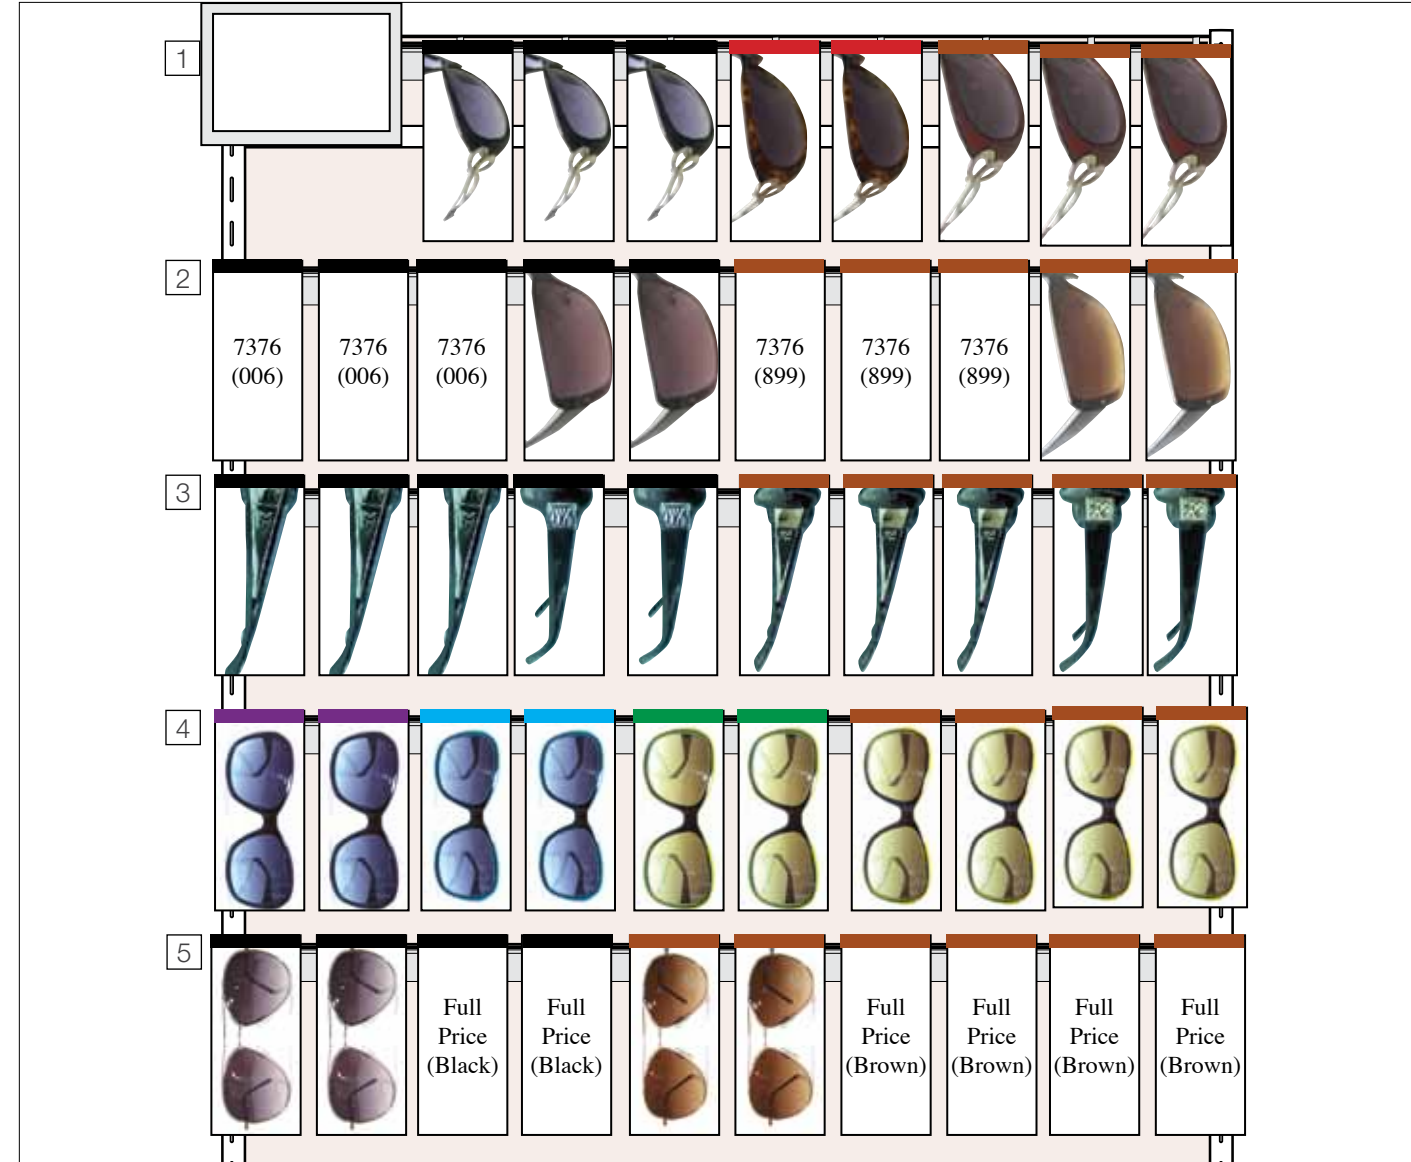 1
2
7376
(006)
7376
(006)
7376
(006)
7376
(899)
7376
(899)
7376
(899)
3
4
5
Full
Price
(Black)
Full
Price
(Black)
Full
Price
(Brown)
Full
Price
(Brown)
Full
Price
(Brown)
Full
Price
(Brown)